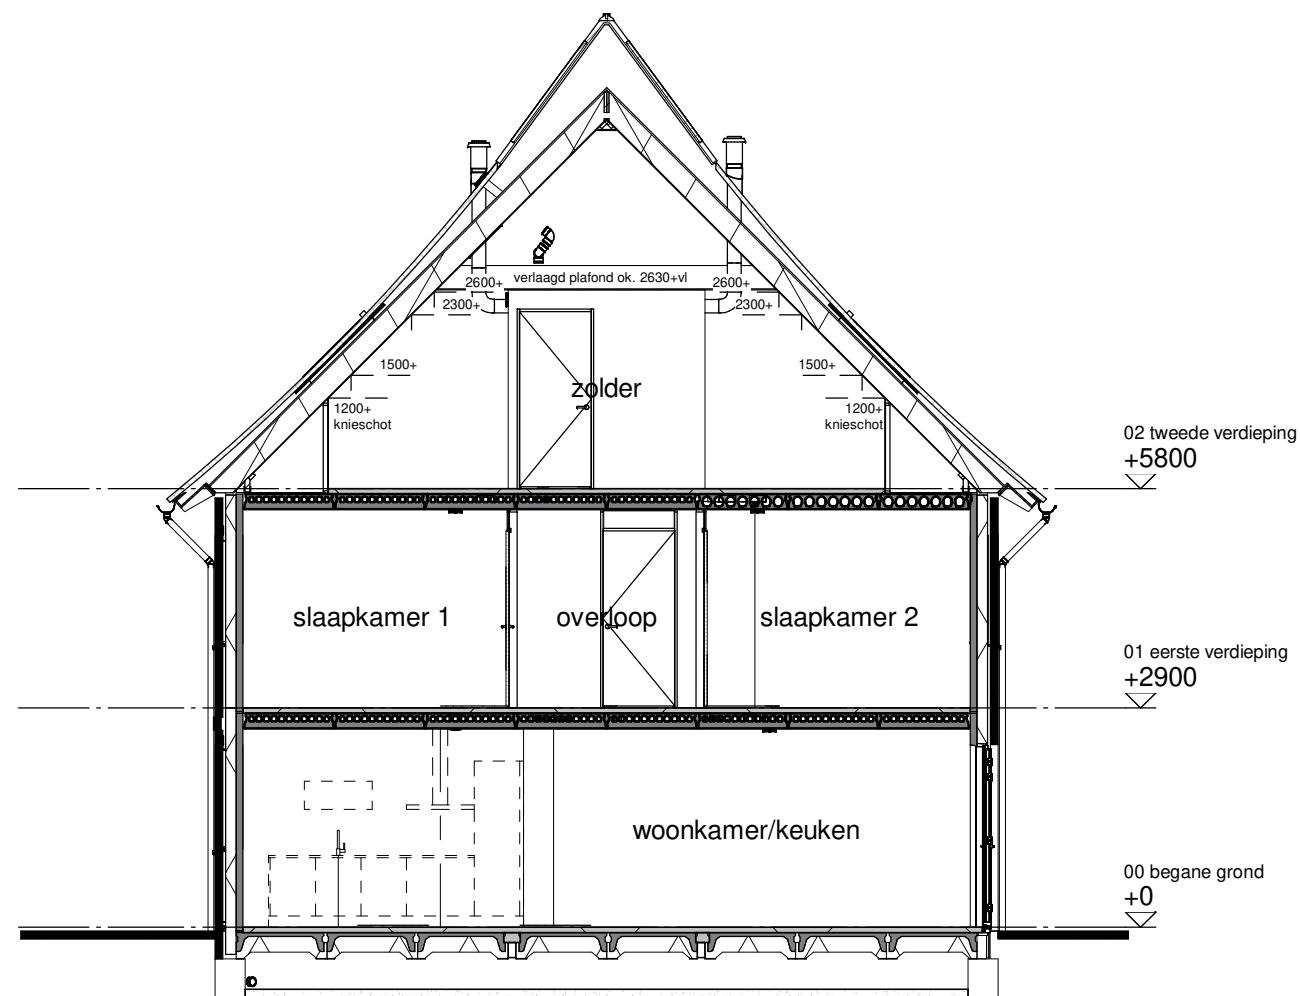 verlaagd plafond ok. 2630+vl
2600+
2600+
2300+
2300+
1500+
1500+
zolder
1200+
knieschot
1200+
knieschot
02 tweede verdieping
+5800
slaapkamer 1
overloop
slaapkamer 2
01 eerste verdieping
+2900
woonkamer/keuken
00 begane grond
+0